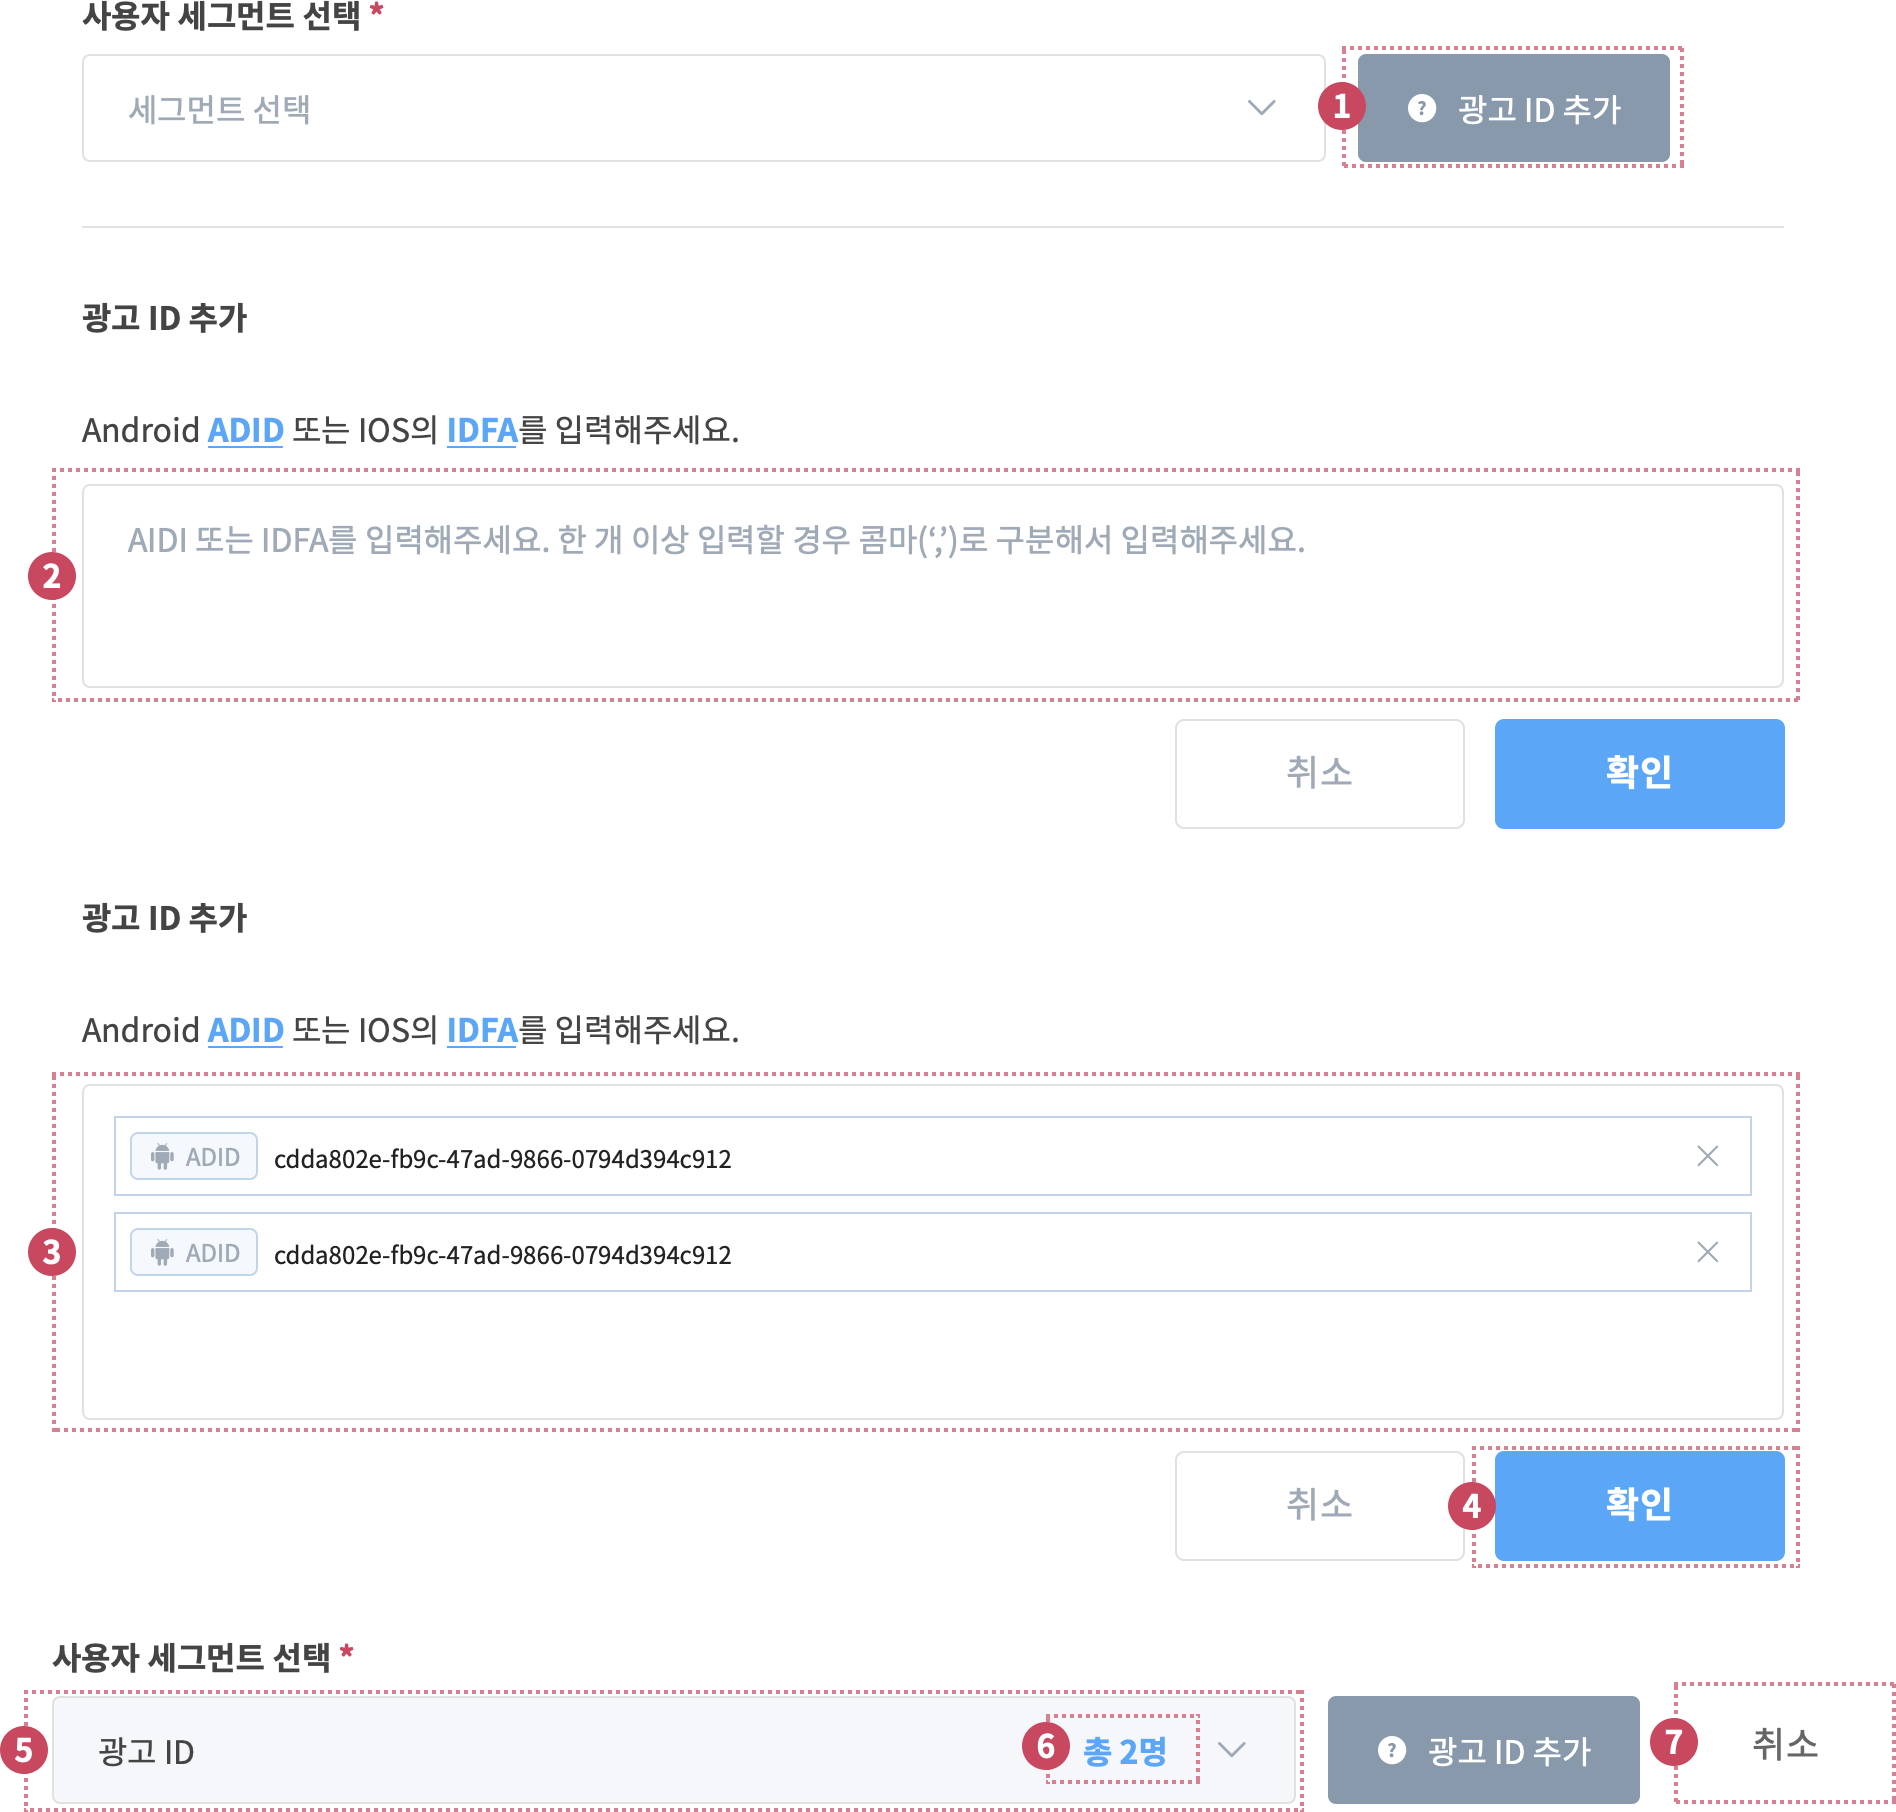 사용자 세그먼트 선택 *
세그먼트 선택
1
? 광고 ID 추가
광고 ID 추가
Android ADID 또는 IOS의 IDFA를 입력해주세요.
2
AIDI 또는 IDFA를 입력해주세요. 한 개 이상 입력할 경우 콤마(‘,’)로 구분해서 입력해주세요.
취소
확인
광고 ID 추가
Android ADID 또는 IOS의 IDFA를 입력해주세요.
3
ADID cdda802e-fb9c-47ad-9866-0794d394c912
ADID cdda802e-fb9c-47ad-9866-0794d394c912
취소
4
확인
사용자 세그먼트 선택 *
5
광고 ID
6
총 2명
? 광고 ID 추가
7
취소